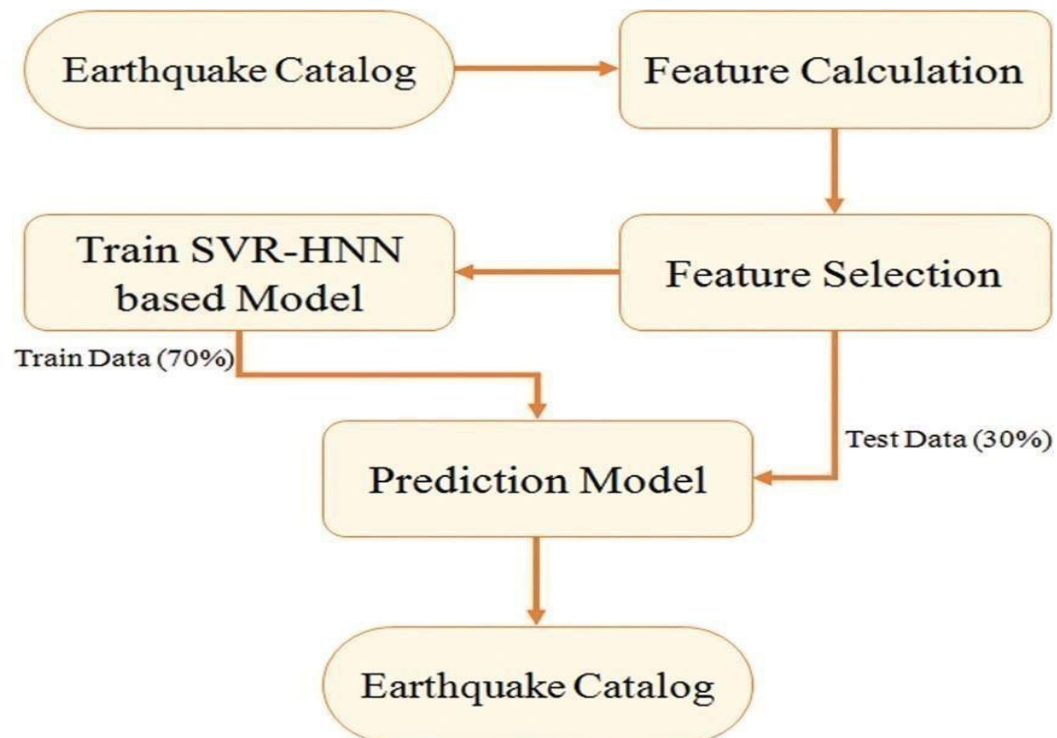 Earthquake Catalog
Feature Calculation
Train SVR-HNN
based Model
Feature Selection
Train Data (70%)
Test Data (30%)
Prediction Model
Earthquake Catalog